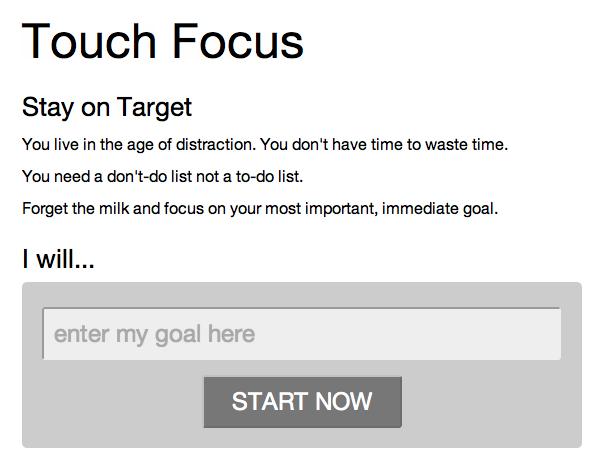 Touch Focus
Stay on Target
You live in the age of distraction. You don't have time to waste time.
You need a don't-do list not a to-do list.
Forget the milk and focus on your most important, immediate goal.
I will...
enter my goal here
START NOW